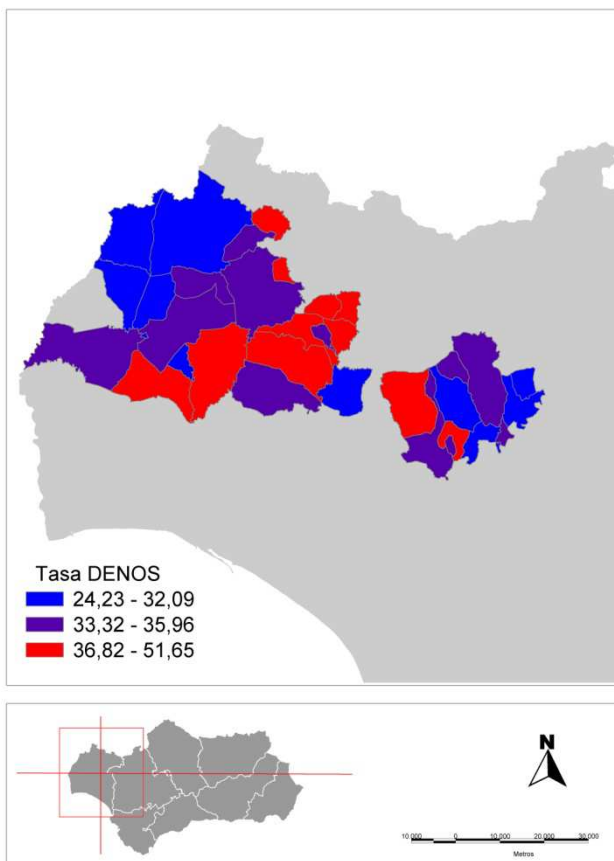 Tasa DENOS
24,23 - 32,09
33,32 - 35,96
36,82 - 51,65
N
10.000 0 10.000 20.000 30.000
Metros